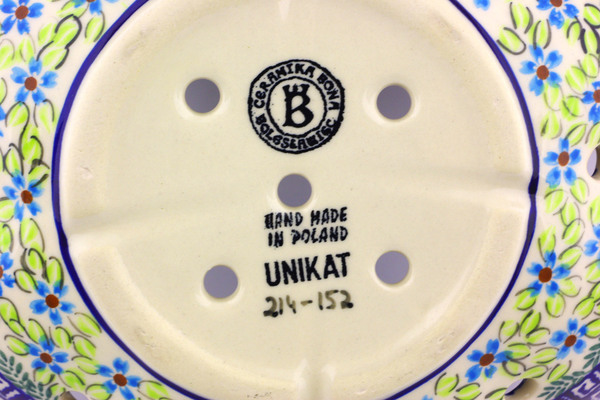 CERAMIKA BONA
B
BOLESŁAWIEC
HAND MADE
IN POLAND
UNIKAT
214-152